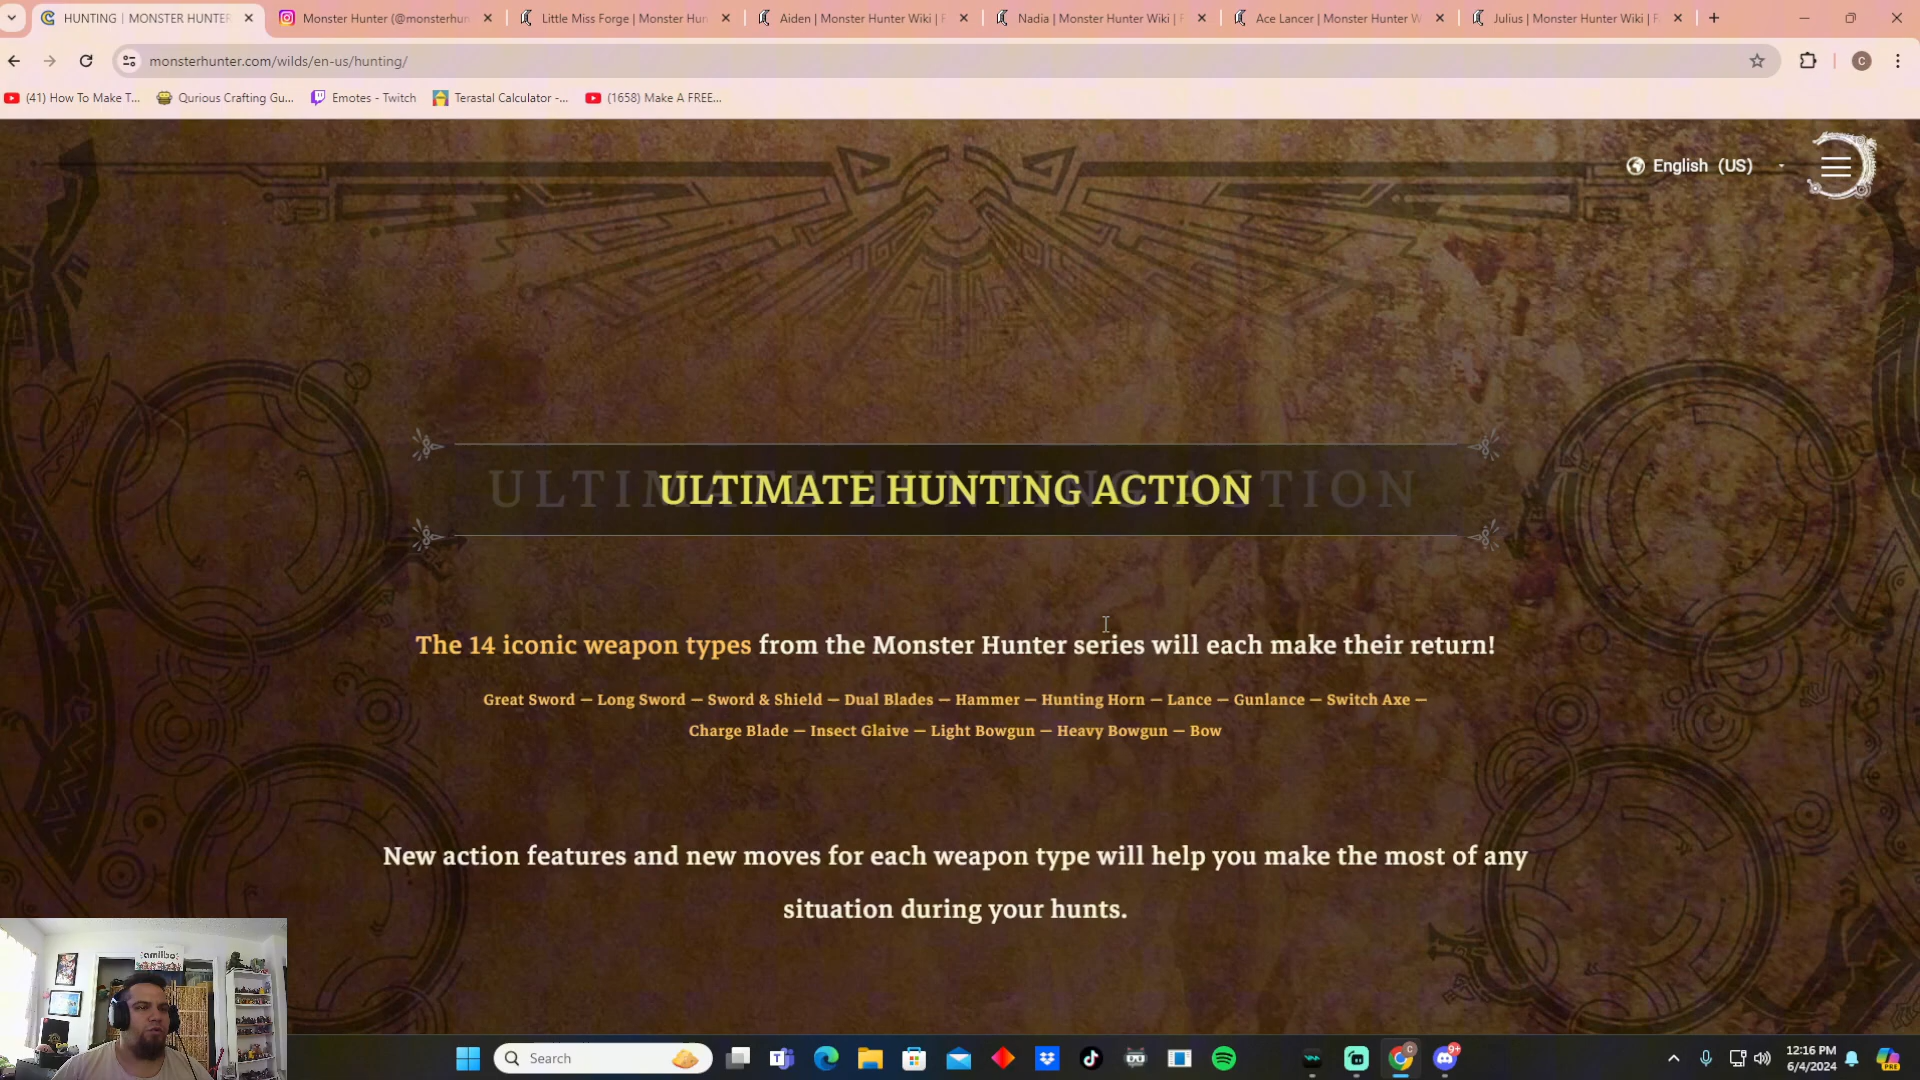 HUNTING | MONSTER HUNTER
Monster Hunter (@monsterhun
Little Miss Forge | Monster Hun
Aiden | Monster Hunter Wiki | F
Nadia | Monster Hunter Wiki | F
Ace Lancer | Monster Hunter W
Julius | Monster Hunter Wiki | F
monsterhunter.com/wilds/en-us/hunting/
C
(41) How To Make T...
Qurious Crafting Gu...
Emotes - Twitch
Terastal Calculator -...
(1658) Make A FREE...
English (US)
ULTIMATE HUNTING ACTION
The 14 iconic weapon types from the Monster Hunter series will each make their return!
Great Sword — Long Sword — Sword & Shield — Dual Blades — Hammer — Hunting Horn — Lance — Gunlance — Switch Axe —
Charge Blade — Insect Glaive — Light Bowgun — Heavy Bowgun — Bow
New action features and new moves for each weapon type will help you make the most of any
situation during your hunts.
amiibo
Search
C
9+
12:16 PM
6/4/2024
PRE